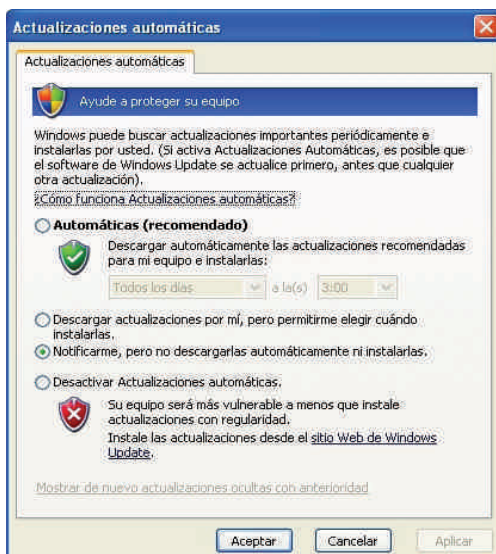 Actualizaciones automáticas
Actualizaciones automáticas
Ayude a proteger su equipo
Windows puede buscar actualizaciones importantes periódicamente e
instalarlas por usted. (Si activa Actualizaciones Automáticas, es posible que
el software de Windows Update se actualice primero, antes que cualquier
otra actualización).
¿Cómo funciona Actualizaciones automáticas?
Automáticas (recomendado)
Descargar automáticamente las actualizaciones recomendadas
para mi equipo e instalarlas:
Todos los días a la(s) 3:00
Descargar actualizaciones por mí, pero permitirme elegir cuándo
instalarlas.
Notificarme, pero no descargarlas automáticamente ni instalarlas.
Desactivar Actualizaciones automáticas.
Su equipo será más vulnerable a menos que instale
actualizaciones con regularidad.
Instale las actualizaciones desde el sitio Web de Windows
Update.
Mostrar de nuevo actualizaciones ocultas con anterioridad
Aceptar Cancelar Aplicar